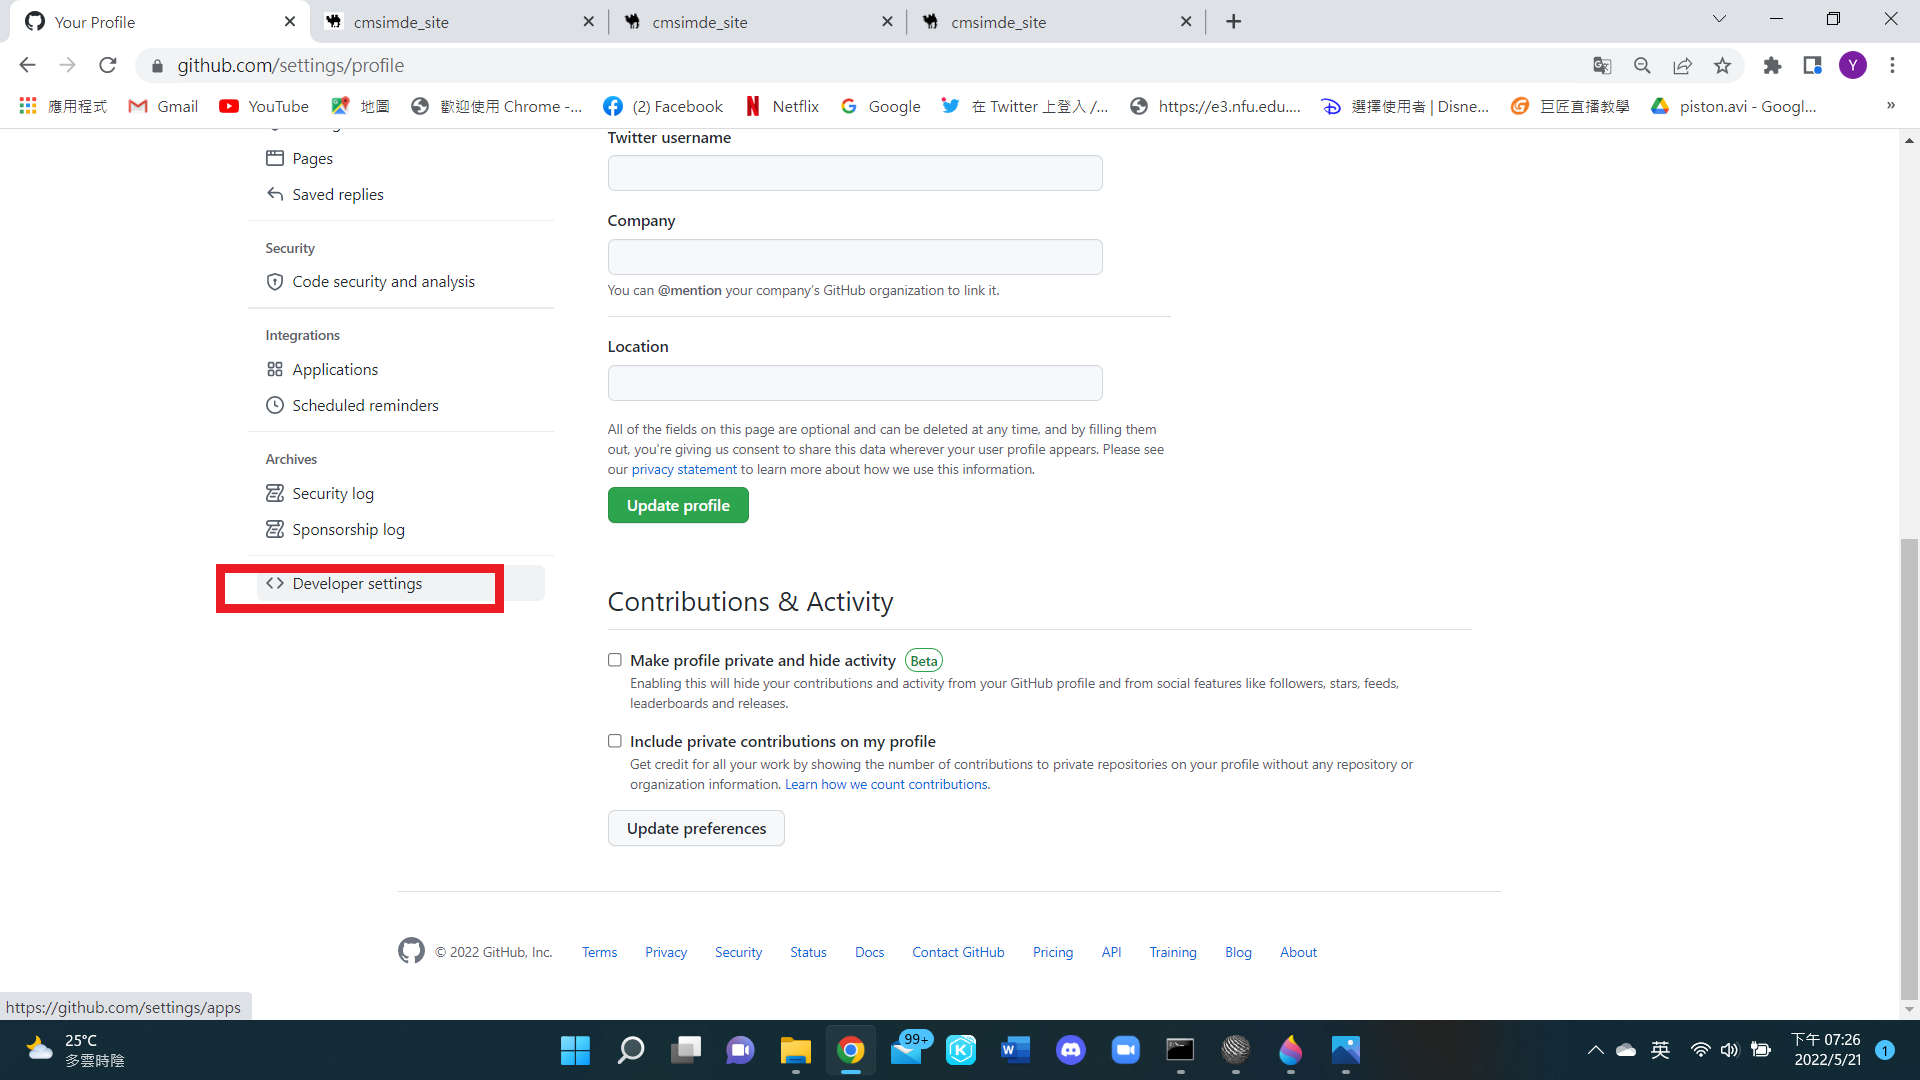 Your Profile
cmsimde_site
cmsimde_site
cmsimde_site
github.com/settings/profile
Y
應用程式
Gmail
YouTube
地圖
歡迎使用 Chrome -...
(2) Facebook
Netflix
Google
在 Twitter 上登入 /...
https://e3.nfu.edu....
選擇使用者 | Disne...
巨匠直播教學
piston.avi - Googl...
»
Pages
Saved replies
Security
Code security and analysis
Integrations
Applications
Scheduled reminders
Archives
Security log
Sponsorship log
Developer settings
Twitter username
Company
You can @mention your company's GitHub organization to link it.
Location
All of the fields on this page are optional and can be deleted at any time, and by filling them
out, you're giving us consent to share this data wherever your user profile appears. Please see
our privacy statement to learn more about how we use this information.
Update profile
Contributions & Activity
Make profile private and hide activity Beta
Enabling this will hide your contributions and activity from your GitHub profile and from social features like followers, stars, feeds,
leaderboards and releases.
Include private contributions on my profile
Get credit for all your work by showing the number of contributions to private repositories on your profile without any repository or
organization information. Learn how we count contributions.
Update preferences
© 2022 GitHub, Inc.
Terms
Privacy
Security
Status
Docs
Contact GitHub
Pricing
API
Training
Blog
About
https://github.com/settings/apps
25°C
多雲時陰
99+
英
下午 07:26
2022/5/21
1